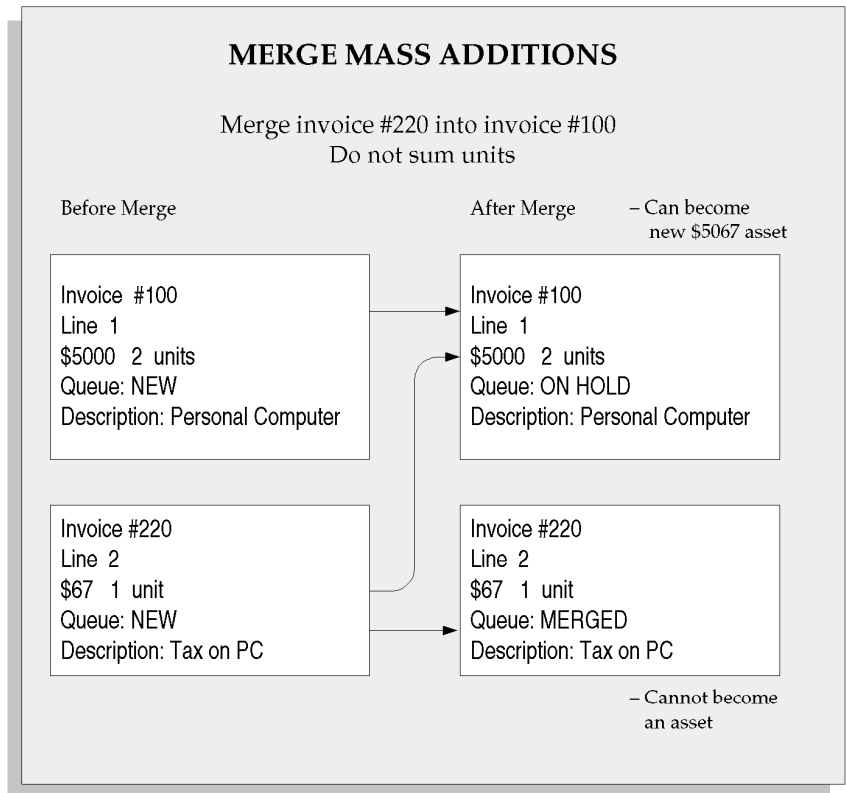 MERGE MASS ADDITIONS
Merge invoice #220 into invoice #100
Do not sum units
Before Merge
After Merge
– Can become
new $5067 asset
Invoice #100
Line 1
$5000 2 units
Queue: NEW
Description: Personal Computer
Invoice #100
Line 1
$5000 2 units
Queue: ON HOLD
Description: Personal Computer
Invoice #220
Line 2
$67 1 unit
Queue: NEW
Description: Tax on PC
Invoice #220
Line 2
$67 1 unit
Queue: MERGED
Description: Tax on PC
– Cannot become
an asset